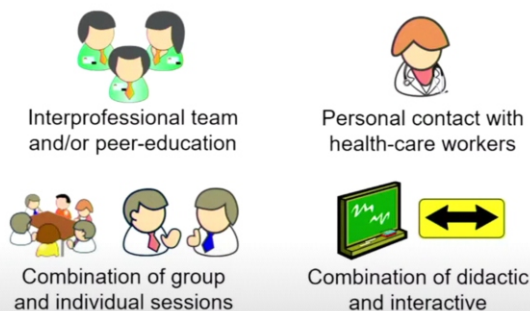 Interprofessional team
and/or peer-education
Personal contact with
health-care workers
Combination of group
and individual sessions
Combination of didactic
and interactive